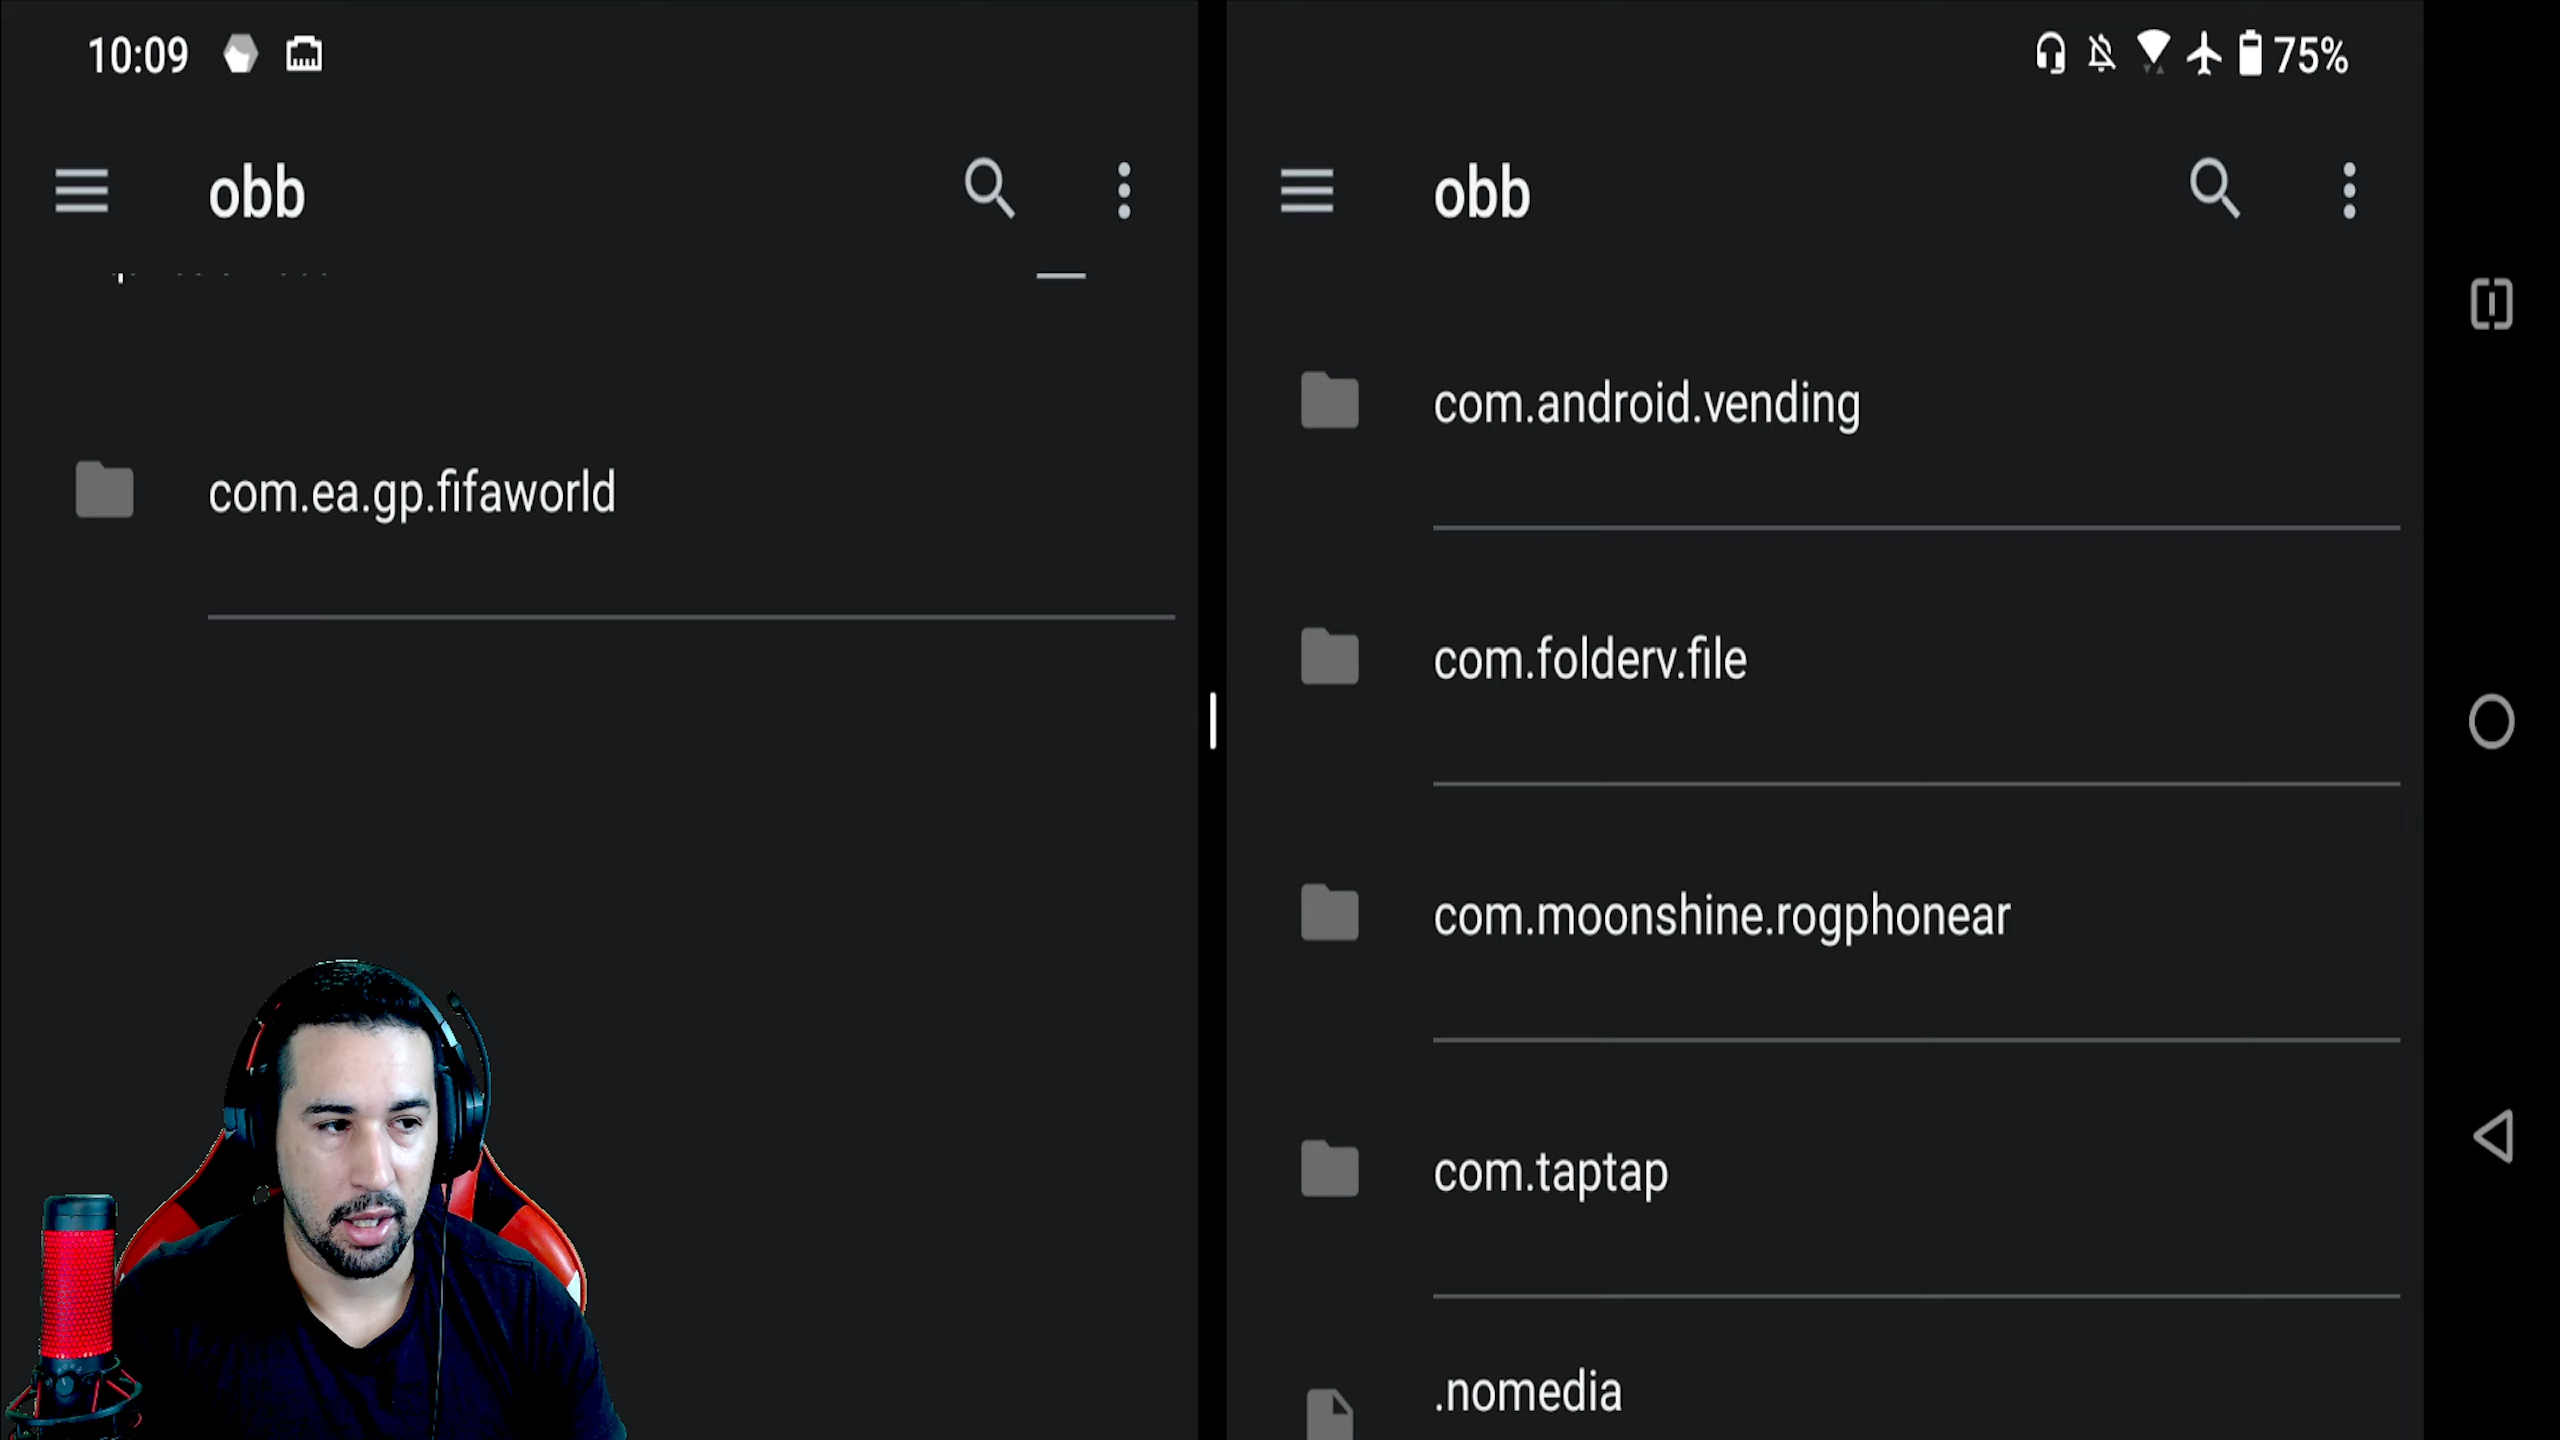 10:09
75%
obb
com.ea.gp.fifaworld
obb
com.android.vending
com.folderv.file
com.moonshine.rogphonear
com.taptap
.nomedia